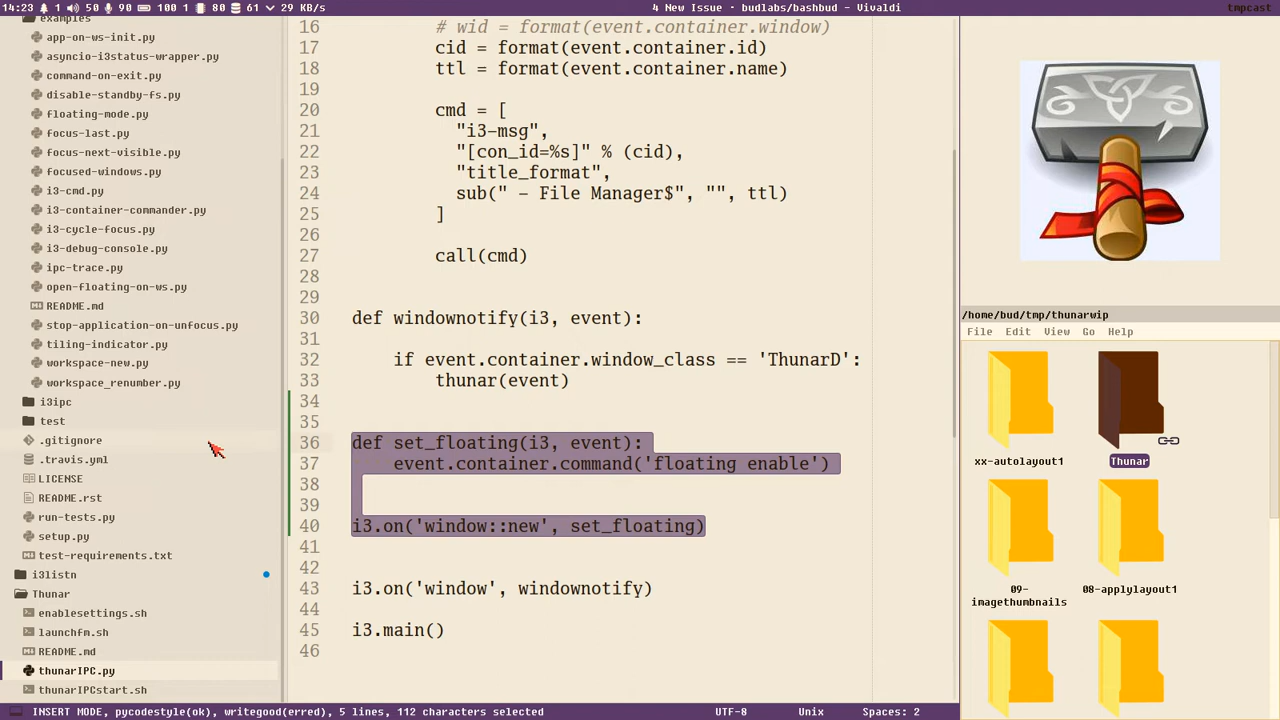 14:23 1 50 90 100 1 80 61 29 KB/s
4 New Issue - budlabs/bashbud - Vivaldi
tmpcast
examples
app-on-ws-init.py
asyncio-i3status-wrapper.py
command-on-exit.py
disable-standby-fs.py
floating-mode.py
focus-last.py
focus-next-visible.py
focused-windows.py
i3-cmd.py
i3-container-commander.py
i3-cycle-focus.py
i3-debug-console.py
ipc-trace.py
open-floating-on-ws.py
README.md
stop-application-on-unfocus.py
tiling-indicator.py
workspace-new.py
workspace_renumber.py
i3ipc
test
.gitignore
.travis.yml
LICENSE
README.rst
run-tests.py
setup.py
test-requirements.txt
i3listn
Thunar
enablesettings.sh
launchfm.sh
README.md
thunarIPC.py
thunarIPCstart.sh
16 # wid = format(event.container.window)
17 cid = format(event.container.id)
18 ttl = format(event.container.name)
19
20 cmd = [
21 "i3-msg",
22 "[con_id=%s]" % (cid),
23 "title_format",
24 sub(" - File Manager$", "", ttl)
25 ]
26
27 call(cmd)
28
29
30 def windownotify(i3, event):
31
32 if event.container.window_class == 'ThunarD':
33 thunar(event)
34
35
36 def set_floating(i3, event):
37 event.container.command('floating enable')
38
39
40 i3.on('window::new', set_floating)
41
42
43 i3.on('window', windownotify)
44
45 i3.main()
46
/home/bud/tmp/thunarwip
File Edit View Go Help
xx-autolayout1 Thunar
09-imagethumbnails 08-applylayout1
INSERT MODE, pycodestyle(ok), writegood(erred), 5 lines, 112 characters selected
UTF-8 Unix Spaces: 2